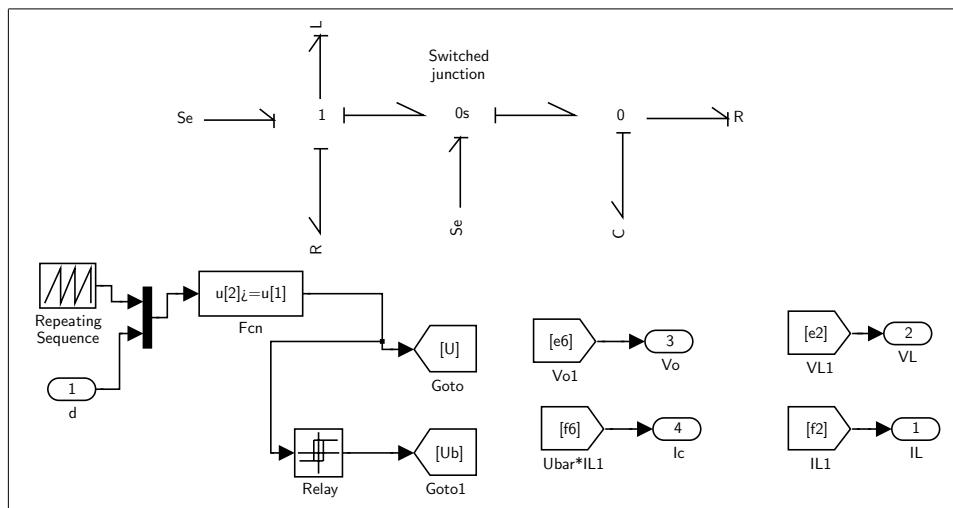 L
Switched
junction
Se
1
0s
0
R
R
Se
C
Repeating
Sequence
u[2]¿=u[1]
Fcn
1
d
[U]
Goto
[e6]
Vo1
3
Vo
[e2]
VL1
2
VL
Relay
[Ub]
Goto1
[f6]
Ubar*IL1
4
Ic
[f2]
IL1
1
IL